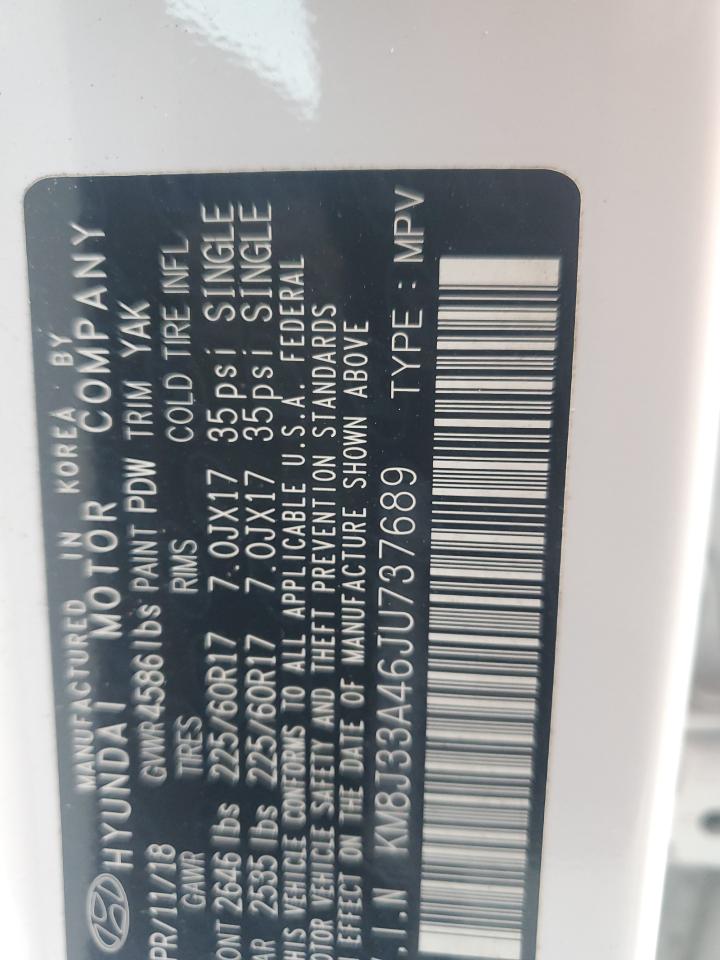 MANUFACTURED IN KOREA BY
HYUNDAI MOTOR COMPANY
PR/11/18 GVWR 4586 lbs PAINT PDW TRIM YAK
GAWR TIRES RIMS COLD TIRE INFL
ONT 2646 lbs 225/60R17 7.0JX17 35psi SINGLE
AR 2535 lbs 225/60R17 7.0JX17 35psi SINGLE
HIS VEHICLE CONFORMS TO ALL APPLICABLE U.S.A. FEDERAL
OTOR VEHICLE SAFETY AND THEFT PREVENTION STANDARDS
N EFFECT ON THE DATE OF MANUFACTURE SHOWN ABOVE
.I.N KM8J33A46JU737689 TYPE : MPV